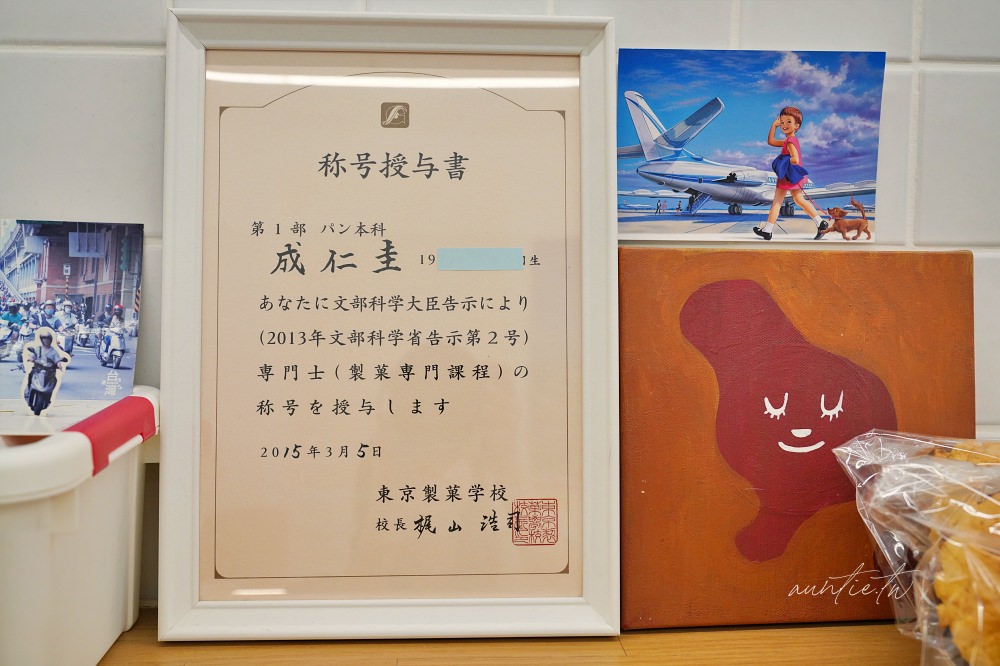 称号授与書
第1部 パン本科
成仁圭 19 生
あなたに文部科学大臣告示により
(2013年文部科学省告示第2号)
専門士(製菓専門課程)の
称号を授与します
2015年3月5日
東京製菓学校
校長 梶山浩司
台灣
auntie.tw